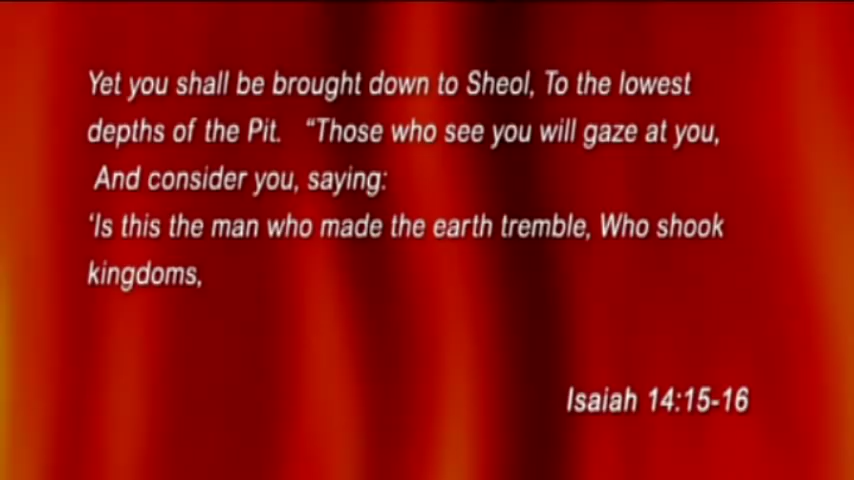 Yet you shall be brought down to Sheol, To the lowest
depths of the Pit. “Those who see you will gaze at you,
And consider you, saying:
‘Is this the man who made the earth tremble, Who shook
kingdoms,
Isaiah 14:15-16